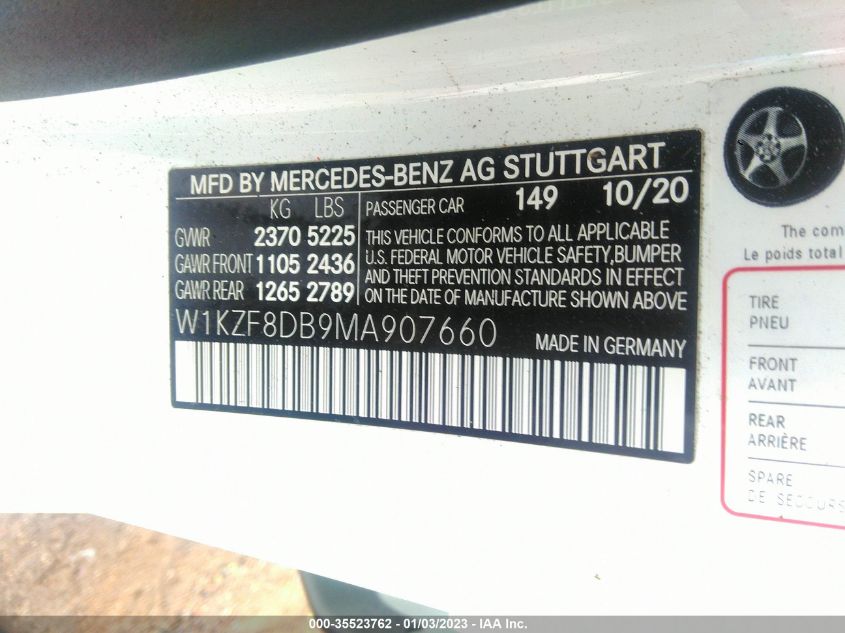 MFD BY MERCEDES-BENZ AG STUTTGART
KG LBS PASSENGER CAR 149 10/20
GVWR 2370 5225
GAWR FRONT 1105 2436
GAWR REAR 1265 2789
THIS VEHICLE CONFORMS TO ALL APPLICABLE
U.S. FEDERAL MOTOR VEHICLE SAFETY,BUMPER
AND THEFT PREVENTION STANDARDS IN EFFECT
ON THE DATE OF MANUFACTURE SHOWN ABOVE
W1KZF8DB9MA907660
MADE IN GERMANY
The com
Le poids total
TIRE
PNEU
FRONT
AVANT
REAR
ARRIÈRE
SPARE
DE SECOURS
000 - 35523762 - 01/03/2023 - © IAA Inc.